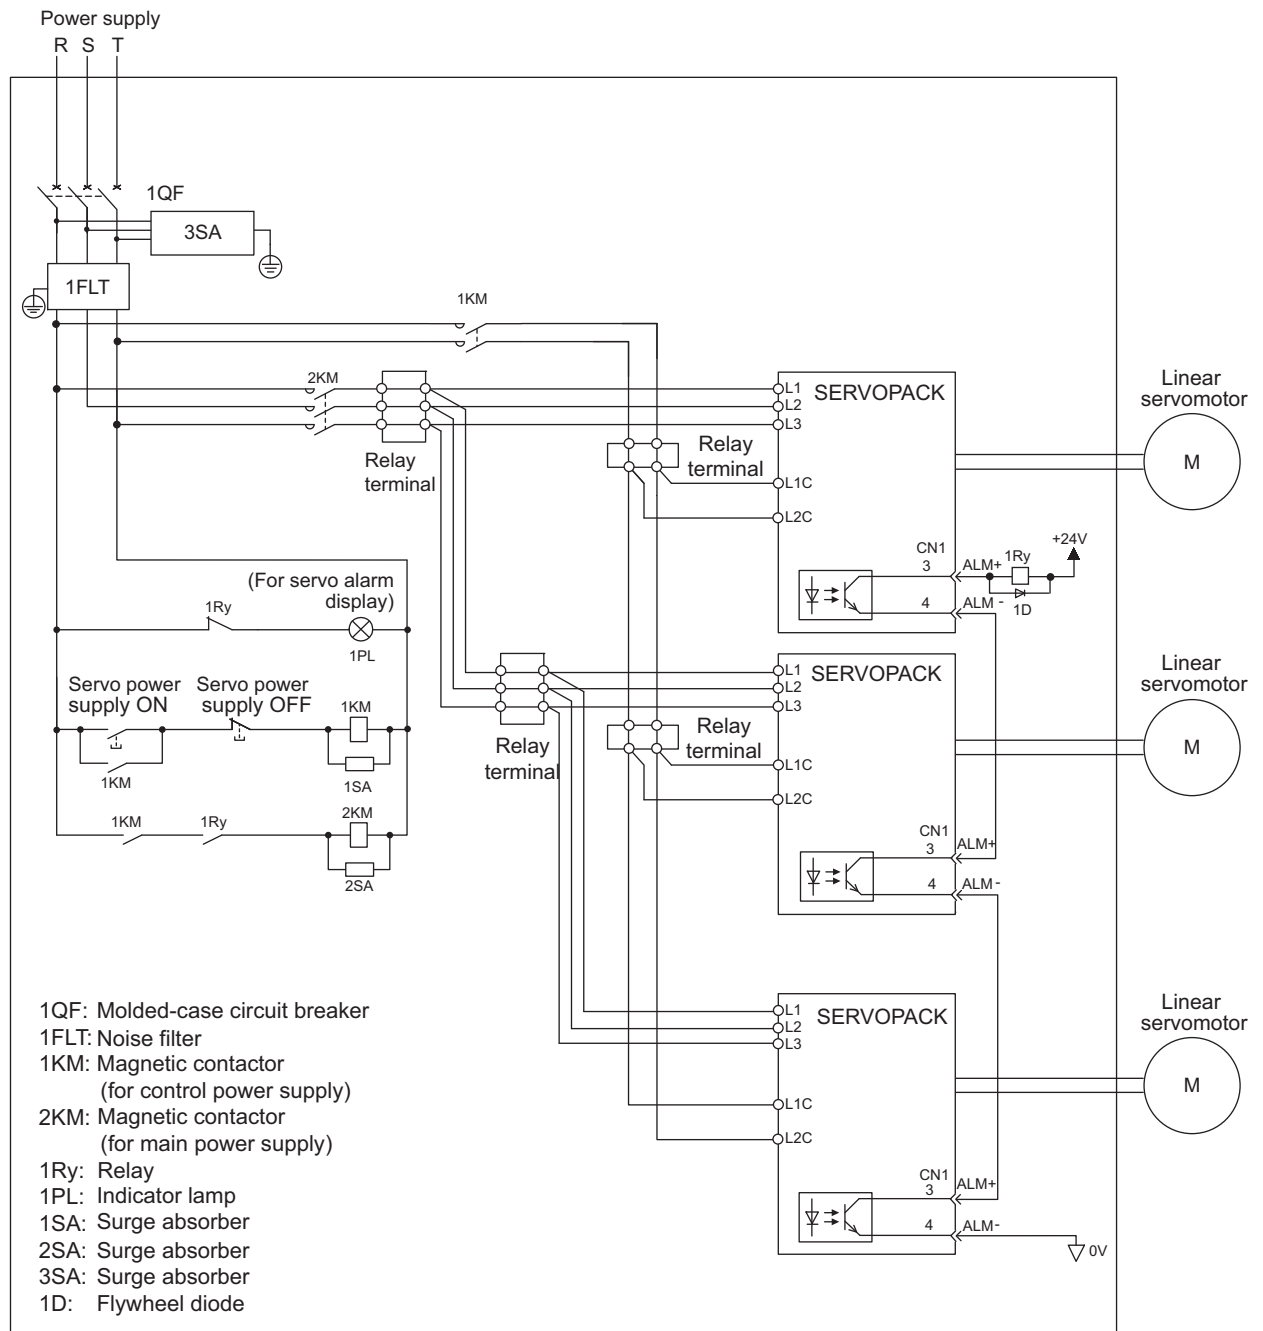 Power supply
R S T
1QF
3SA
1FLT
1KM
2KM
Relay
terminal
Relay
terminal
L1
L2
L3
L1C
L2C
SERVOPACK
CN1
3
4
ALM+
ALM -
1Ry
1D
+24V
Linear
servomotor
M
(For servo alarm
display)
1Ry
1PL
Servo power
supply ON
Servo power
supply OFF
1KM
1KM
1SA
1KM
1Ry
2KM
2SA
Relay
terminal
Relay
terminal
L1
L2
L3
L1C
L2C
SERVOPACK
CN1
3
4
ALM+
ALM -
Linear
servomotor
M
L1
L2
L3
L1C
L2C
SERVOPACK
CN1
3
4
ALM+
ALM-
0V
Linear
servomotor
M
1QF: Molded-case circuit breaker
1FLT: Noise filter
1KM: Magnetic contactor
(for control power supply)
2KM: Magnetic contactor
(for main power supply)
1Ry: Relay
1PL: Indicator lamp
1SA: Surge absorber
2SA: Surge absorber
3SA: Surge absorber
1D: Flywheel diode